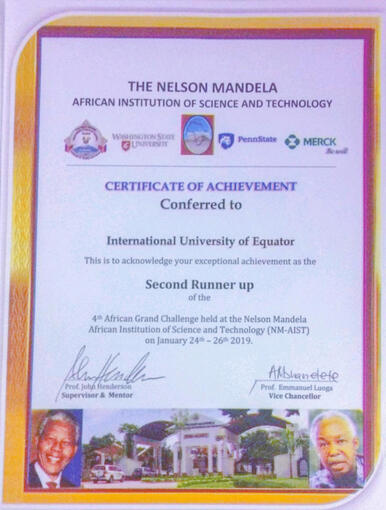 THE NELSON MANDELA
AFRICAN INSTITUTION OF SCIENCE AND TECHNOLOGY
WASHINGTON STATE
UNIVERSITY
PennState
MERCK
Be well
CERTIFICATE OF ACHIEVEMENT
Conferred to
International University of Equator
This is to acknowledge your exceptional achievement as the
Second Runner up
of the
4th African Grand Challenge held at the Nelson Mandela
African Institution of Science and Technology (NM-AIST)
on January 24th – 26th 2019.
Prof. John Henderson
Supervisor & Mentor
Prof. Emmanuel Luoga
Vice Chancellor